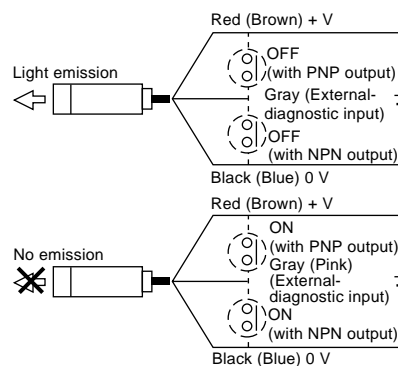 Red (Brown) + V
OFF
(with PNP output)
Light emission
Gray (External-
diagnostic input)
OFF
(with NPN output)
Black (Blue) 0 V
Red (Brown) + V
ON
(with PNP output)
No emission
Gray (Pink)
(External-
diagnostic input)
ON
(with NPN output)
Black (Blue) 0 V